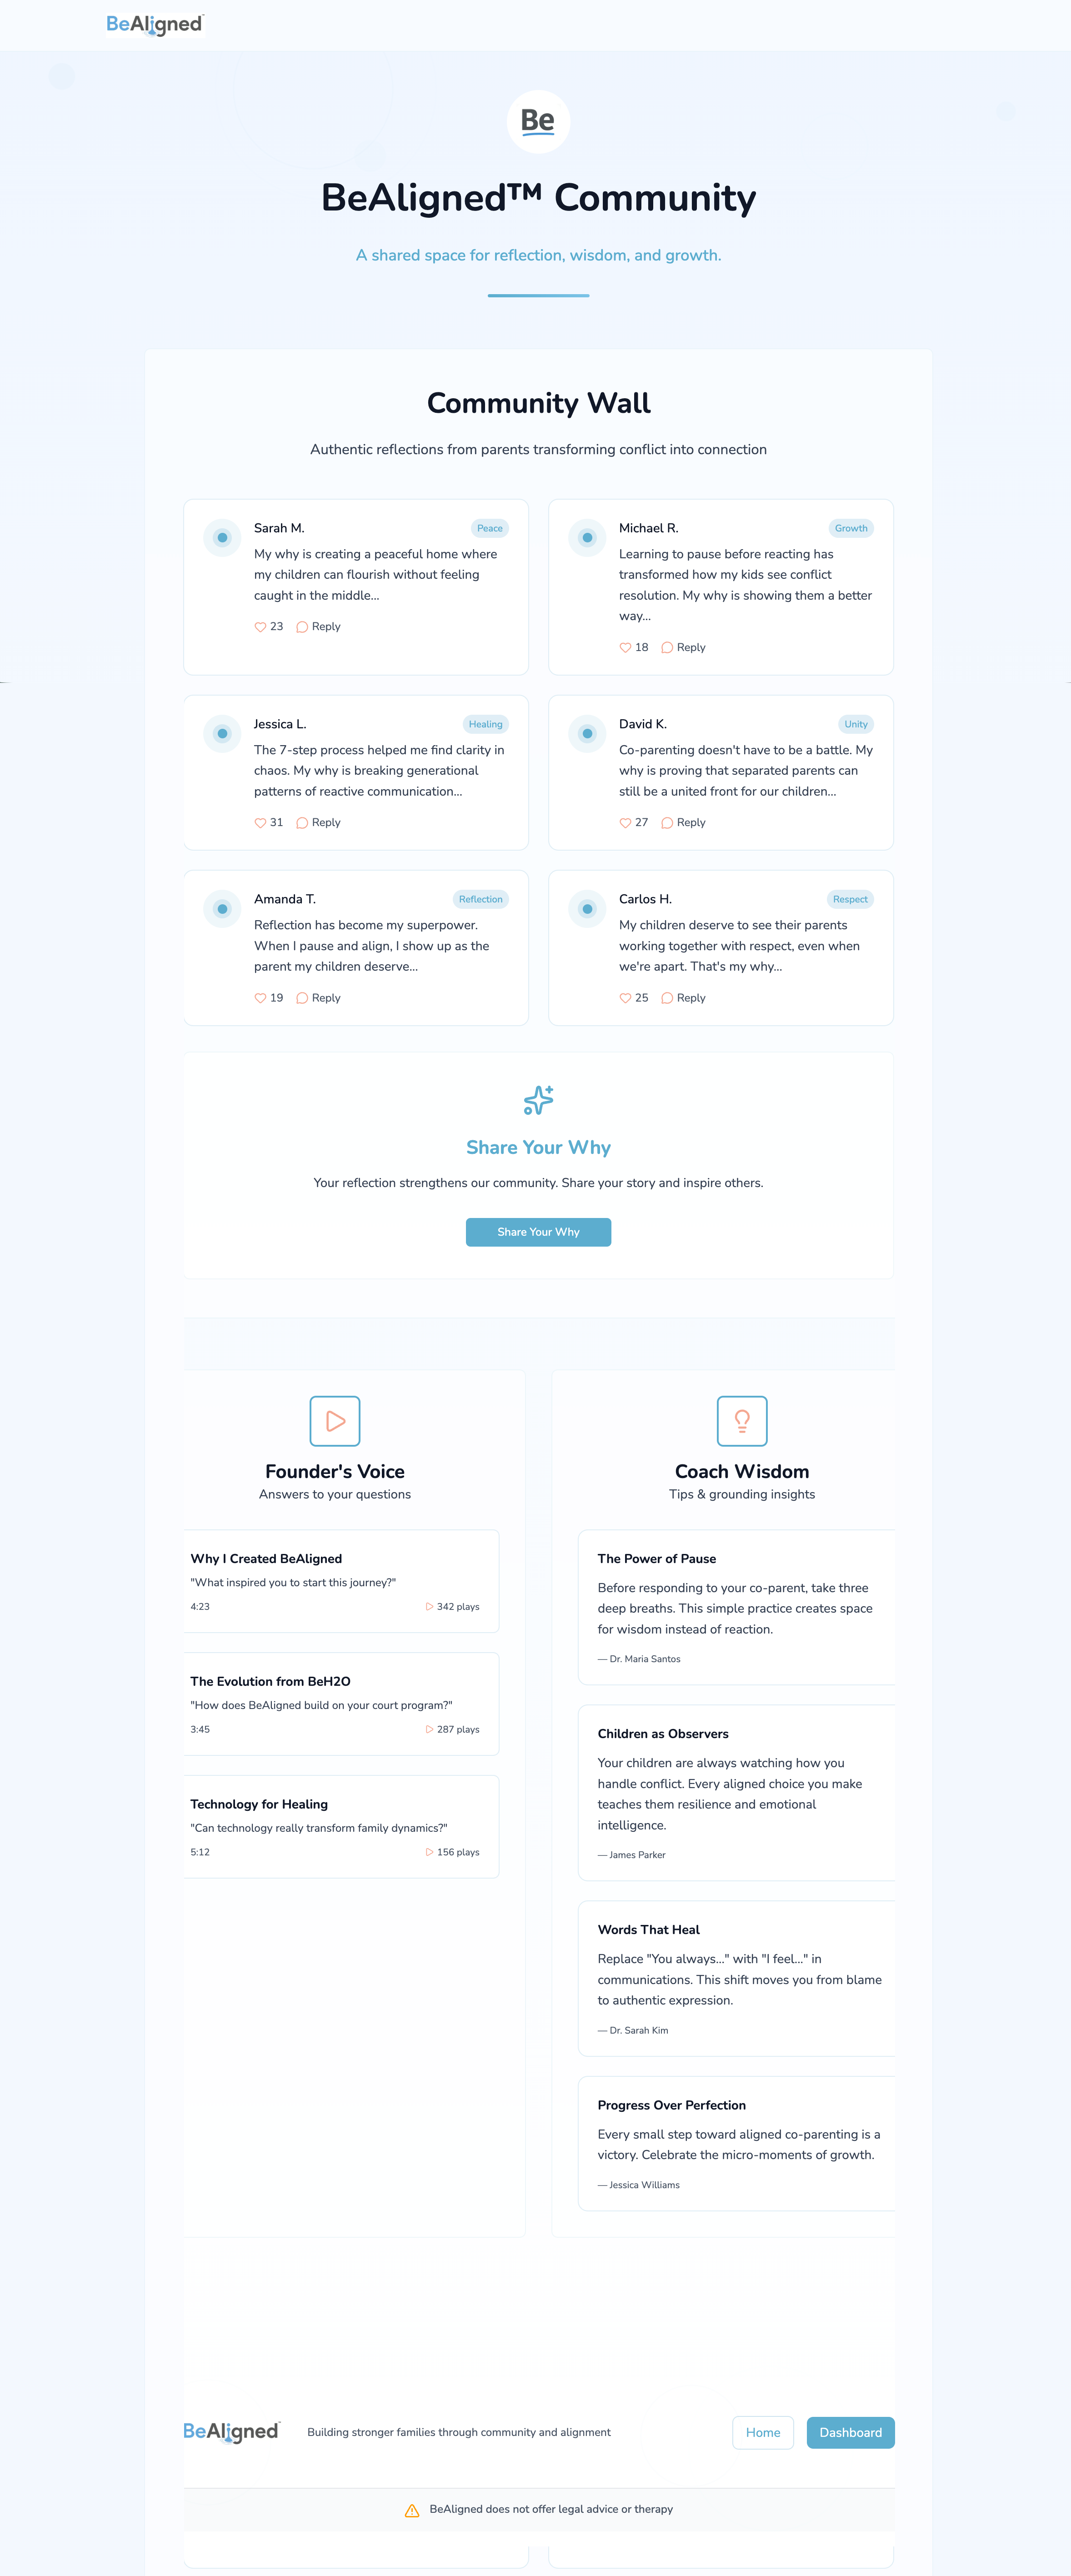 BeAligned™
Be
BeAligned™ Community
A shared space for reflection, wisdom, and growth.
Community Wall
Authentic reflections from parents transforming conflict into connection
Sarah M.
Peace
My why is creating a peaceful home where
my children can flourish without feeling
caught in the middle...
23 Reply
Michael R.
Growth
Learning to pause before reacting has
transformed how my kids see conflict
resolution. My why is showing them a better
way...
18 Reply
Jessica L.
Healing
The 7-step process helped me find clarity in
chaos. My why is breaking generational
patterns of reactive communication...
31 Reply
David K.
Unity
Co-parenting doesn't have to be a battle. My
why is proving that separated parents can
still be a united front for our children...
27 Reply
Amanda T.
Reflection
Reflection has become my superpower.
When I pause and align, I show up as the
parent my children deserve...
19 Reply
Carlos H.
Respect
My children deserve to see their parents
working together with respect, even when
we're apart. That's my why...
25 Reply
Share Your Why
Your reflection strengthens our community. Share your story and inspire others.
Share Your Why
Founder's Voice
Answers to your questions
Why I Created BeAligned
"What inspired you to start this journey?"
4:23 342 plays
The Evolution from BeH2O
"How does BeAligned build on your court program?"
3:45 287 plays
Technology for Healing
"Can technology really transform family dynamics?"
5:12 156 plays
Coach Wisdom
Tips & grounding insights
The Power of Pause
Before responding to your co-parent, take three
deep breaths. This simple practice creates space
for wisdom instead of reaction.
— Dr. Maria Santos
Children as Observers
Your children are always watching how you
handle conflict. Every aligned choice you make
teaches them resilience and emotional
intelligence.
— James Parker
Words That Heal
Replace "You always..." with "I feel..." in
communications. This shift moves you from blame
to authentic expression.
— Dr. Sarah Kim
Progress Over Perfection
Every small step toward aligned co-parenting is a
victory. Celebrate the micro-moments of growth.
— Jessica Williams
BeAligned™
Building stronger families through community and alignment
Home
Dashboard
BeAligned does not offer legal advice or therapy